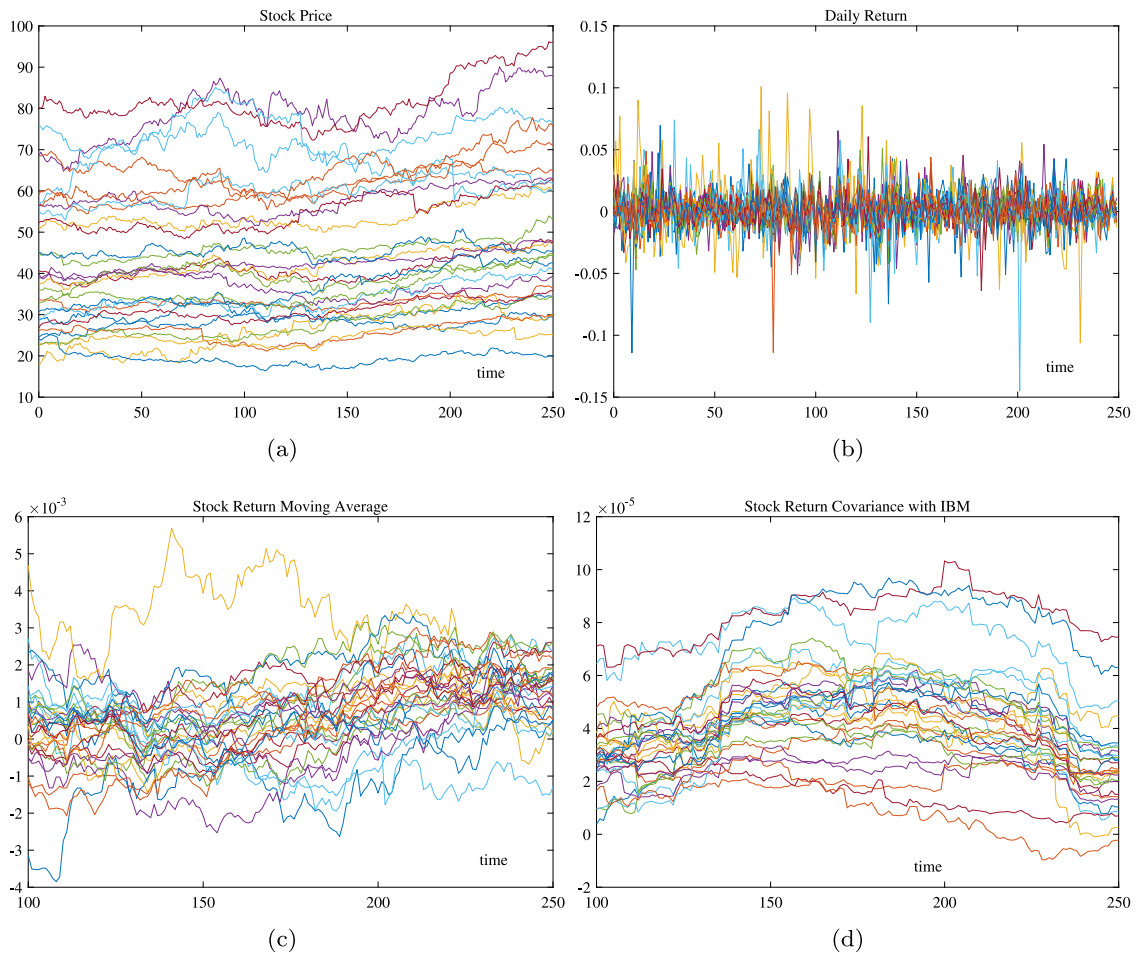 Stock Price
100
90
80
70
60
50
40
30
20
10
time
0 50 100 150 200 250
(a)
Daily Return
0.15
0.1
0.05
0
-0.05
-0.1
-0.15
time
0 50 100 150 200 250
(b)
×10⁻³
Stock Return Moving Average
6
5
4
3
2
1
0
-1
-2
-3
-4
time
100 150 200 250
(c)
×10⁻⁵
Stock Return Covariance with IBM
12
10
8
6
4
2
0
-2
time
100 150 200 250
(d)